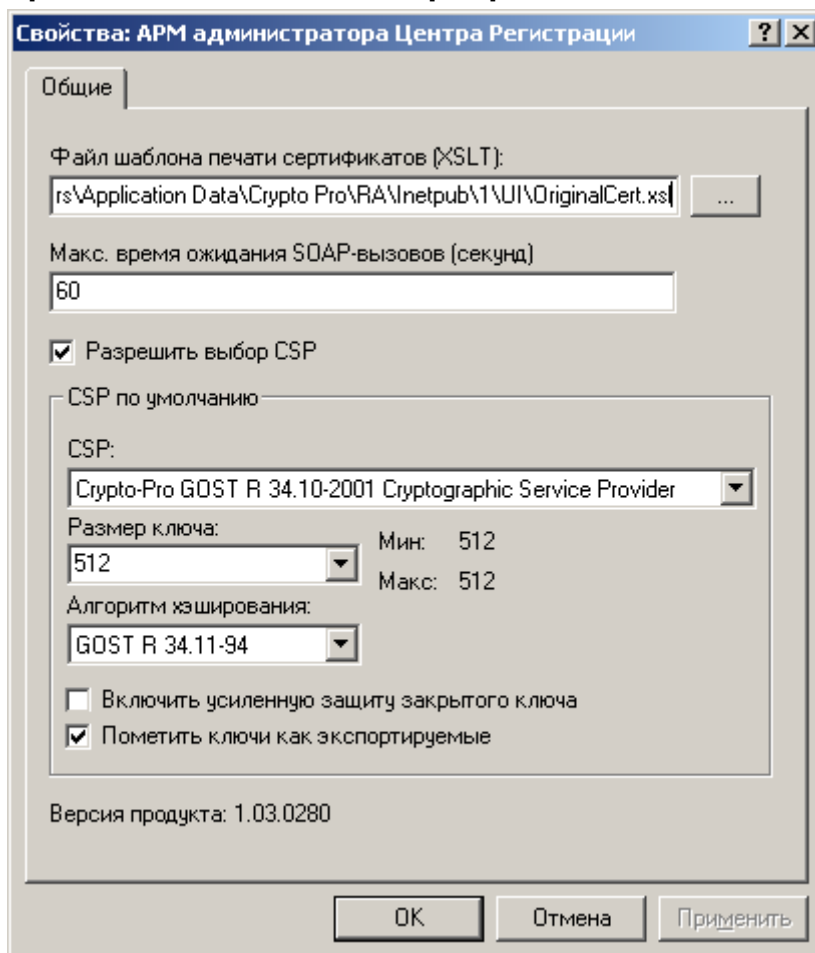 Свойства: АРМ администратора Центра Регистрации
Общие
Файл шаблона печати сертификатов (XSLT):
rs\Application Data\Crypto Pro\RA\Inetpub\1\UI\OriginalCert.xsl ...
Макс. время ожидания SOAP-вызовов (секунд)
60
Разрешить выбор CSP
CSP по умолчанию
CSP:
Crypto-Pro GOST R 34.10-2001 Cryptographic Service Provider
Размер ключа:
512
Мин: 512
Макс: 512
Алгоритм хэширования:
GOST R 34.11-94
Включить усиленную защиту закрытого ключа
Пометить ключи как экспортируемые
Версия продукта: 1.03.0280
OK Отмена Применить